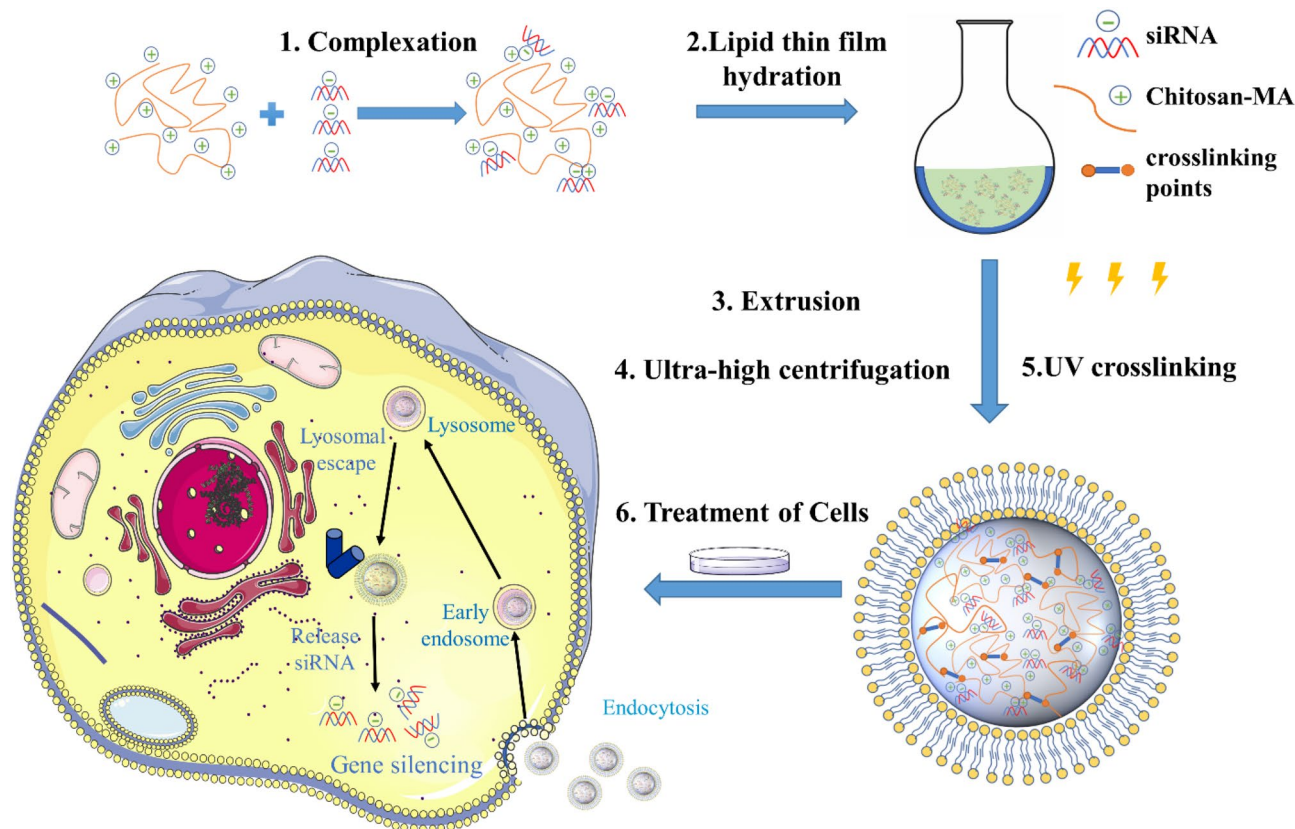 1. Complexation
2.Lipid thin film
hydration
siRNA
Chitosan-MA
crosslinking
points
3. Extrusion
4. Ultra-high centrifugation
5.UV crosslinking
6. Treatment of Cells
Lysosome
Lyosomal
escape
Early
endosome
Release
siRNA
Endocytosis
Gene silencing